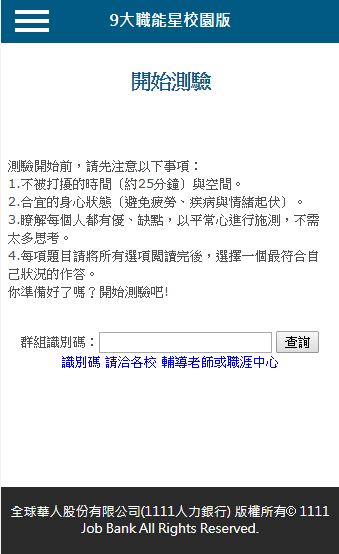 9大職能星校園版
開始測驗
測驗開始前，請先注意以下事項：
1.不被打擾的時間〔約25分鐘〕與空間。
2.合宜的身心狀態〔避免疲勞、疾病與情緒起伏〕。
3.瞭解每個人都有優、缺點，以平常心進行施測，不需
太多思考。
4.每項題目請將所有選項閱讀完後，選擇一個最符合自
己狀況的作答。
你準備好了嗎？開始測驗吧!
群組識別碼：
查詢
識別碼 請洽各校 輔導老師或職涯中心
全球華人股份有限公司(1111人力銀行) 版權所有© 1111
Job Bank All Rights Reserved.